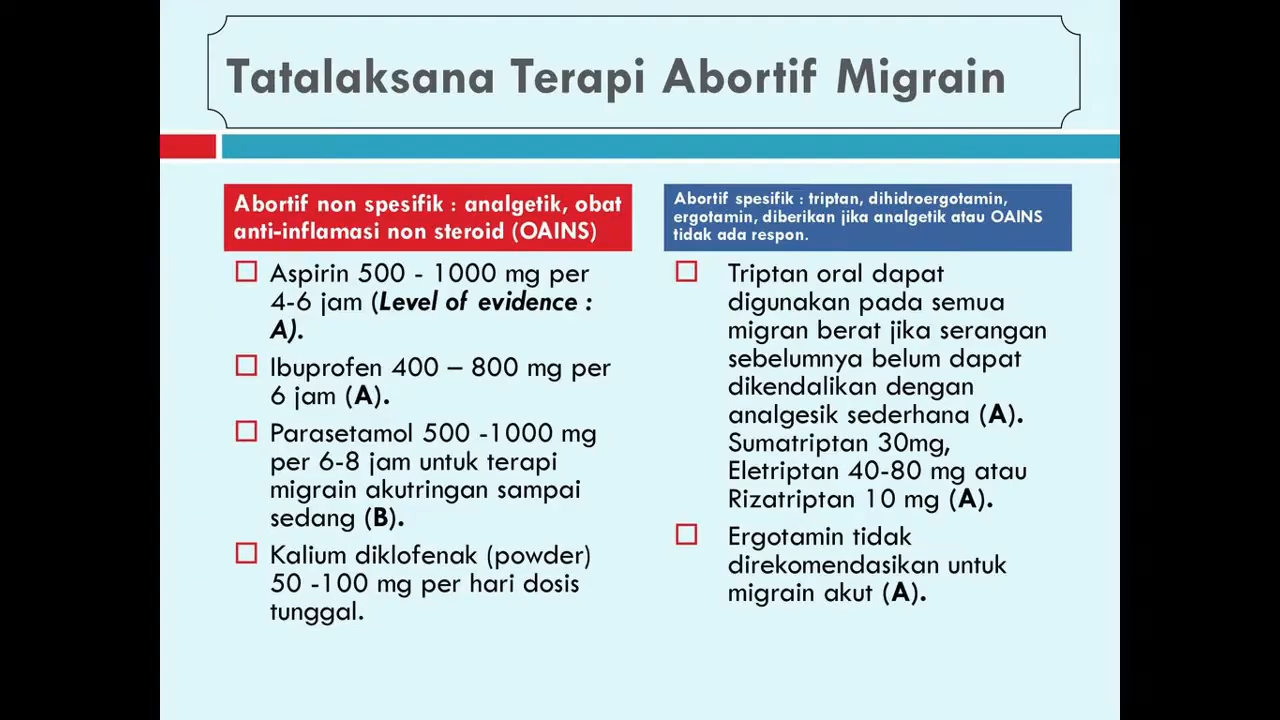 Tatalaksana Terapi Abortif Migrain
Abortif non spesifik : analgetik, obat
anti-inflamasi non steroid (OAINS)
Aspirin 500 - 1000 mg per
4-6 jam (Level of evidence :
A).
Ibuprofen 400 – 800 mg per
6 jam (A).
Parasetamol 500 -1000 mg
per 6-8 jam untuk terapi
migrain akutringan sampai
sedang (B).
Kalium diklofenak (powder)
50 -100 mg per hari dosis
tunggal.
Abortif spesifik : triptan, dihidroergotamin,
ergotamin, diberikan jika analgetik atau OAINS
tidak ada respon.
Triptan oral dapat
digunakan pada semua
migran berat jika serangan
sebelumnya belum dapat
dikendalikan dengan
analgesik sederhana (A).
Sumatriptan 30mg,
Eletriptan 40-80 mg atau
Rizatriptan 10 mg (A).
Ergotamin tidak
direkomendasikan untuk
migrain akut (A).